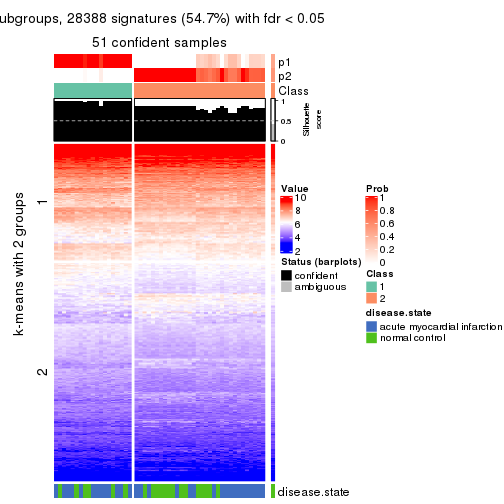 ubgroups, 28388 signatures (54.7%) with fdr < 0.05
51 confident samples
p1
p2
Class
1
0.5
0
Silhouette
score
k-means with 2 groups
1
2
Value
10
8
6
4
2
Status (barplots)
confident
ambiguous
Prob
1
0.8
0.6
0.4
0.2
0
Class
1
2
disease.state
acute myocardial infarction
normal control
disease.state